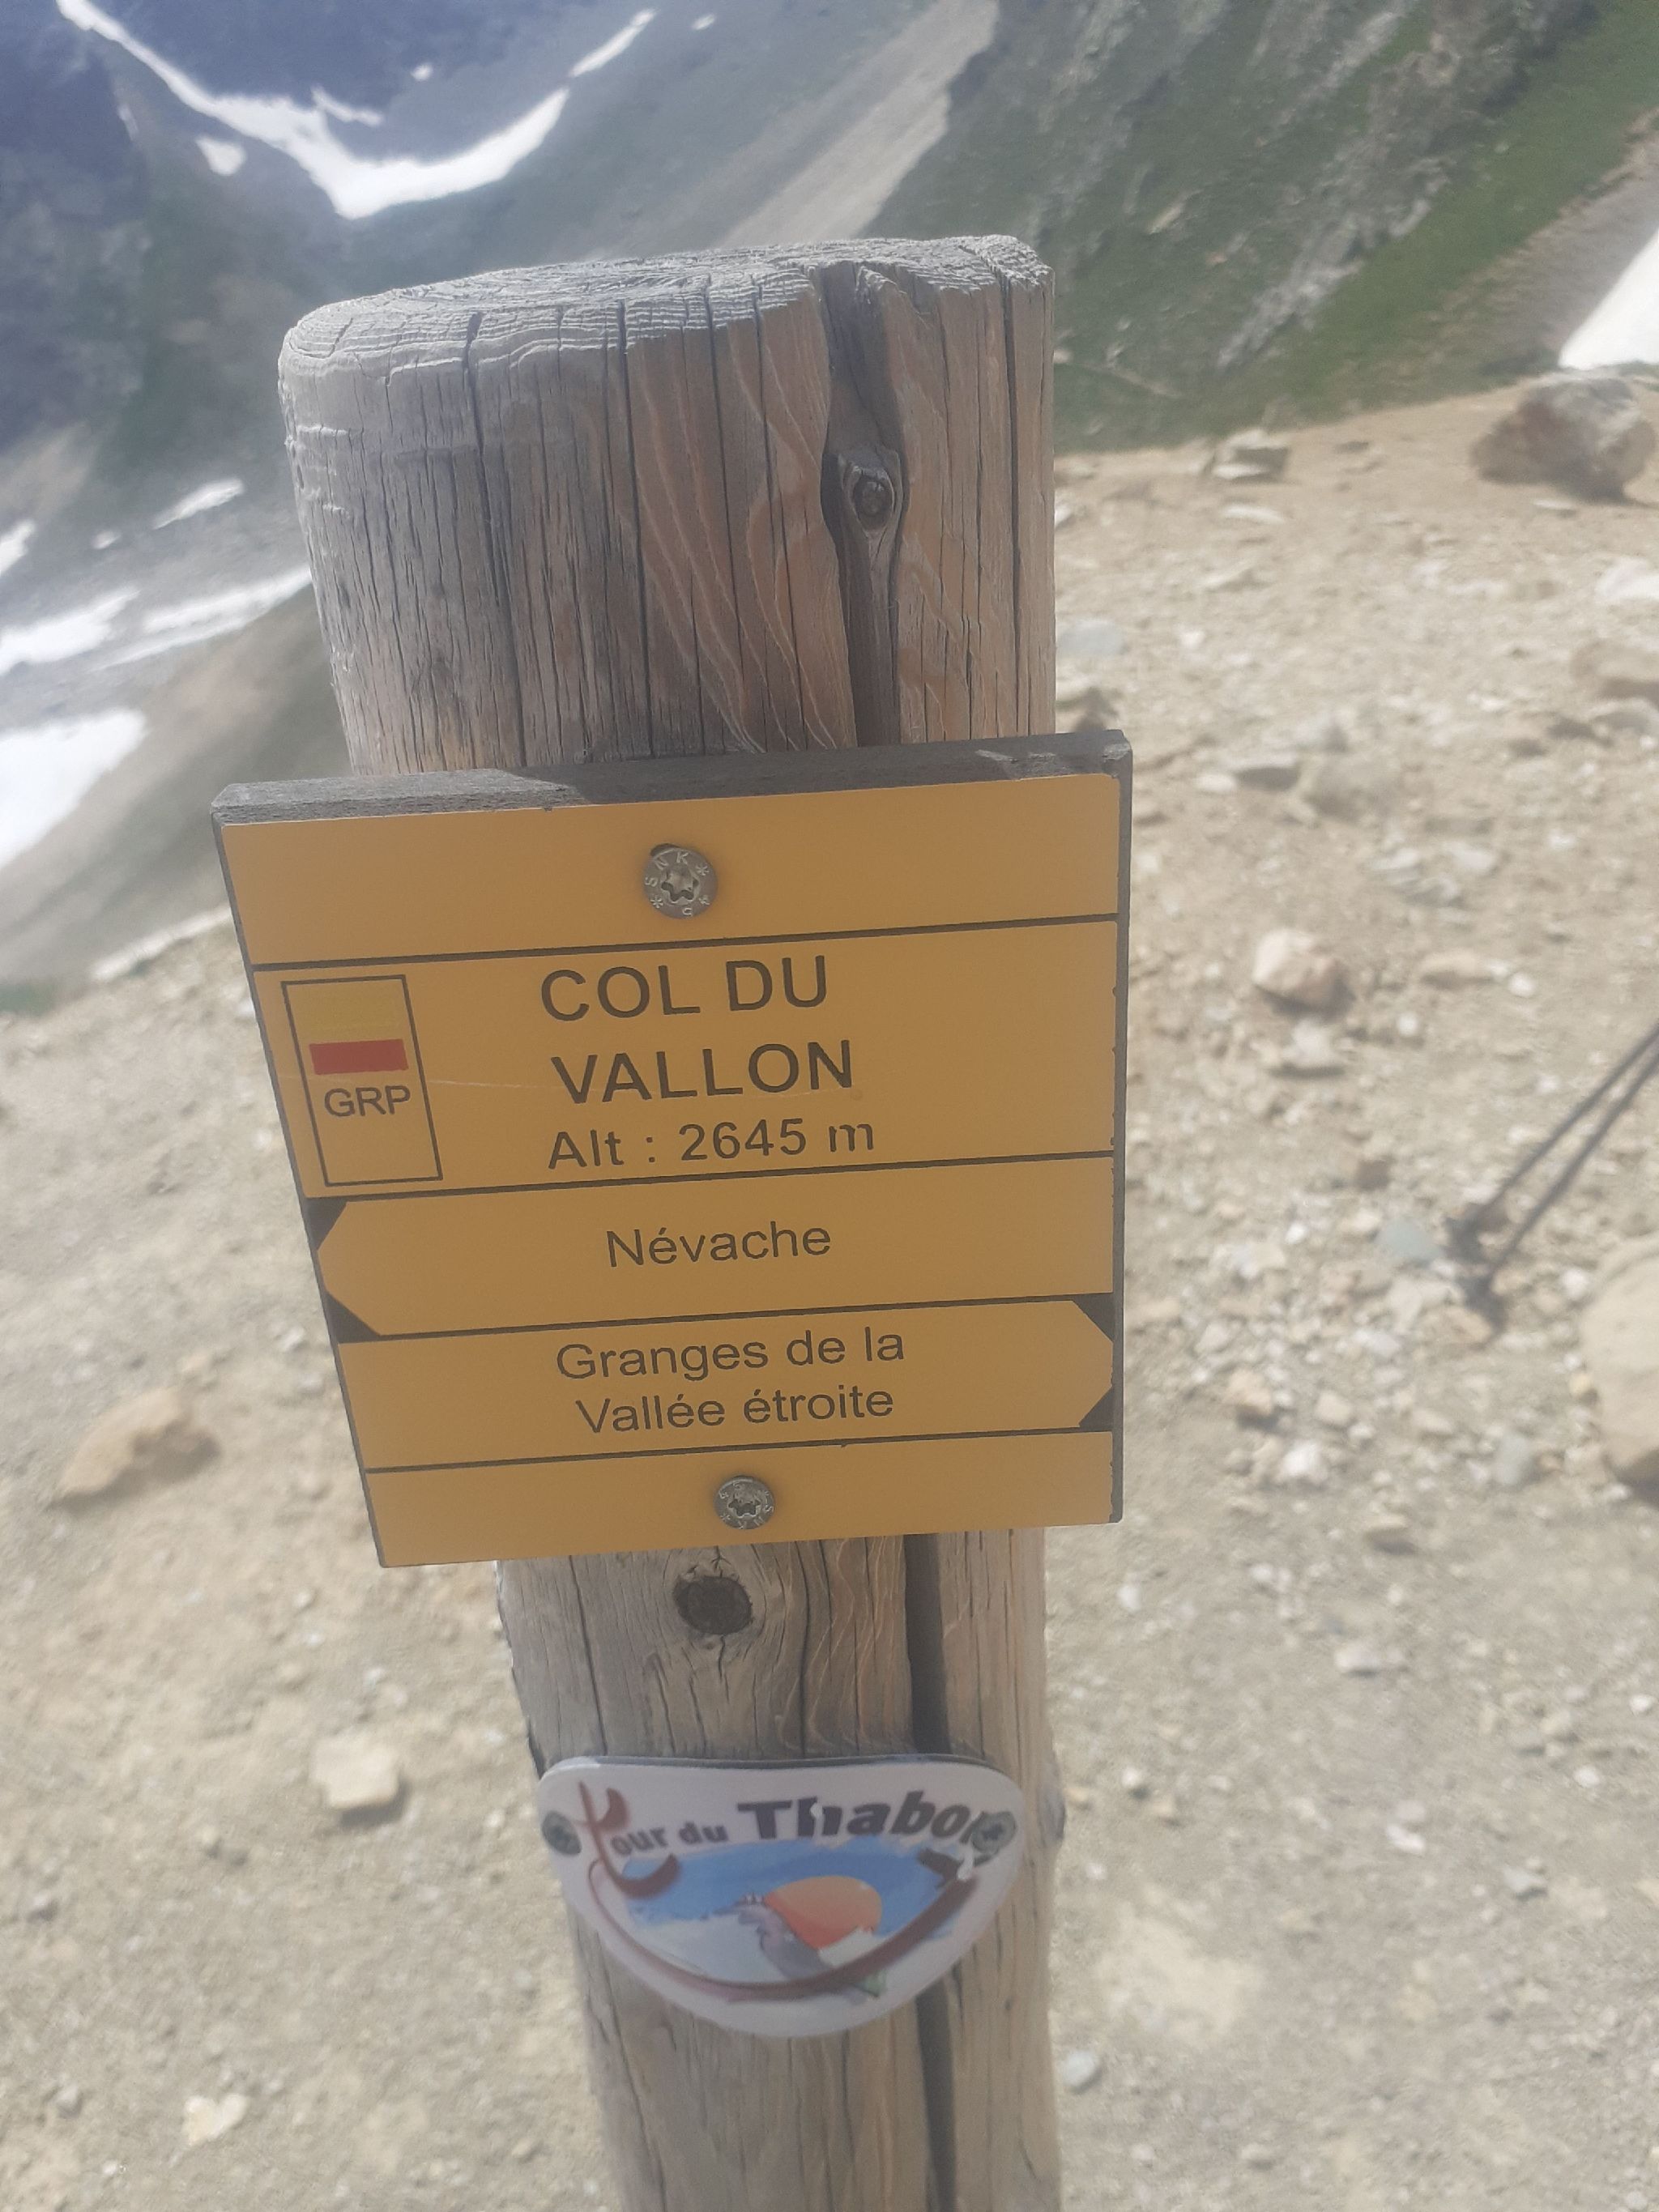 COL DU
VALLON
GRP
Alt : 2645 m
Névache
Granges de la
Vallée étroite
tour du Thabor